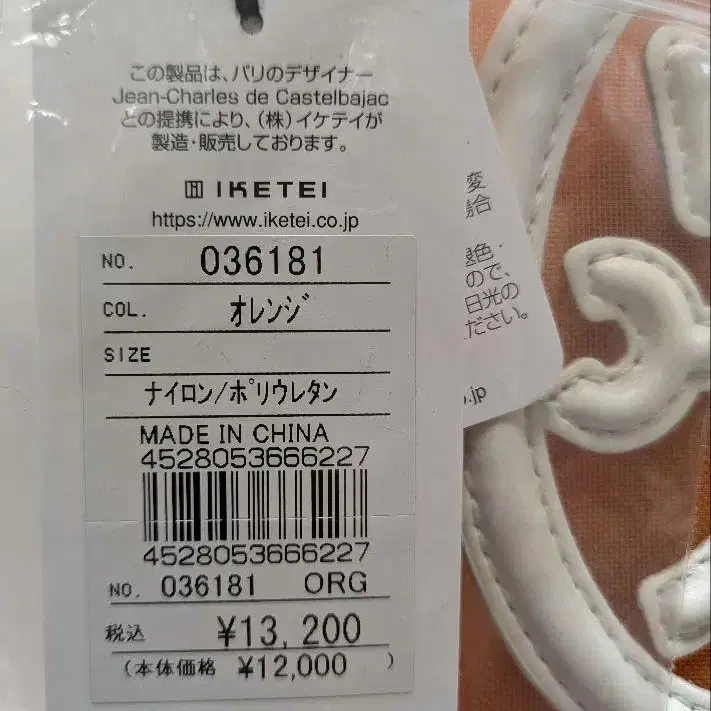 この製品は、パリのデザイナー
Jean-Charles de Castelbajac
との提携により、(株)イケテイが
製造・販売しております。
IKETEI
https://www.iketei.co.jp
NO. 036181
COL. オレンジ
SIZE
ナイロン/ポリウレタン
MADE IN CHINA
4528053666227
4528053666227
NO. 036181 ORG
税込 ¥13,200
(本体価格 ¥12,000 )
変
合
色・
ので、
日光の
ださい。
.jp